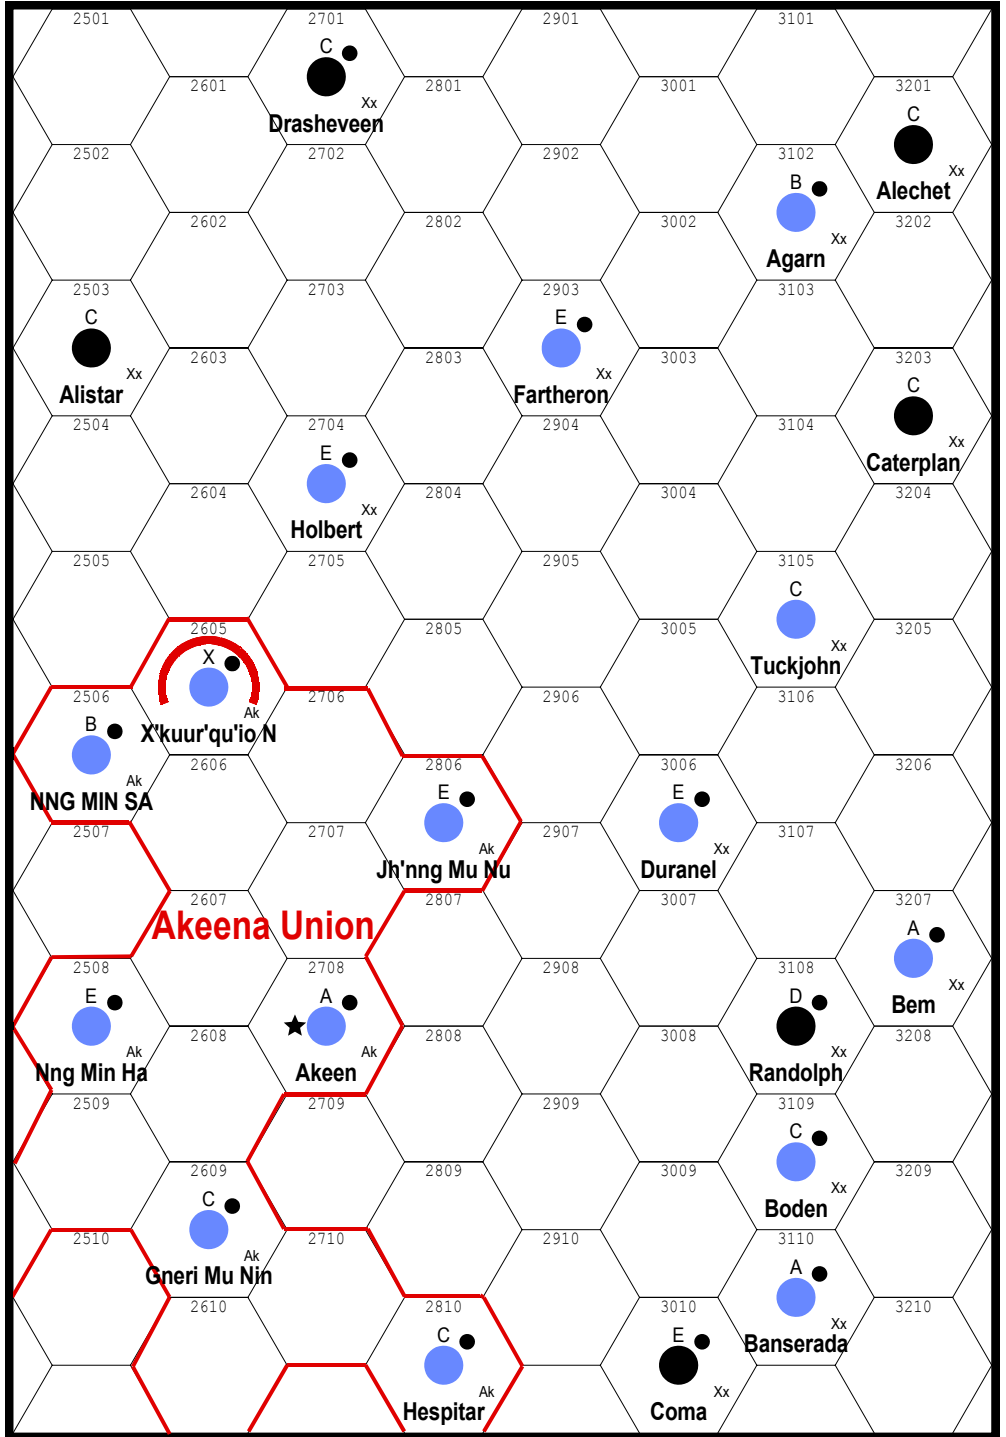 2501 2701 2901 3101
C
2601 2801 3001 3201
Xx
Drasheveen
C
2502 2702 2902 3102
Xx
B
Alechet
2602 2802 3002 3202
Xx
Agarn
2503 2703 2903 3103
C E
2603 2803 3003 3203
Xx Xx
Alistar Fartheron
C
2504 2704 2904 3104
Xx
E
Caterplan
2604 2804 3004 3204
Xx
Holbert
2505 2705 2905 3105
C
2605 2805 3005 3205
Xx
X
Tuckjohn
2506 2706 2906 3106
Ak
B
X'kuur'qu'io N
2606 2806 3006 3206
Ak
E E
NNG MIN SA
2507 2707 2907 3107
Ak Xx
Jh'nng Mu Nu Duranel
2607 2807 3007 3207
Akeena Union
A
2508 2708 2908 3108
Xx
E A D
Bem
2608 2808 3008 3208
Ak Ak Xx
Nng Min Ha Akeen Randolph
2509 2709 2909 3109
C
2609 2809 3009 3209
Xx
C
Boden
2510 2710 2910 3110
Ak
A
Gneri Mu Nin
2610 2810 3010 3210
Xx
C E
Banserada
Ak Xx
Hespitar Coma